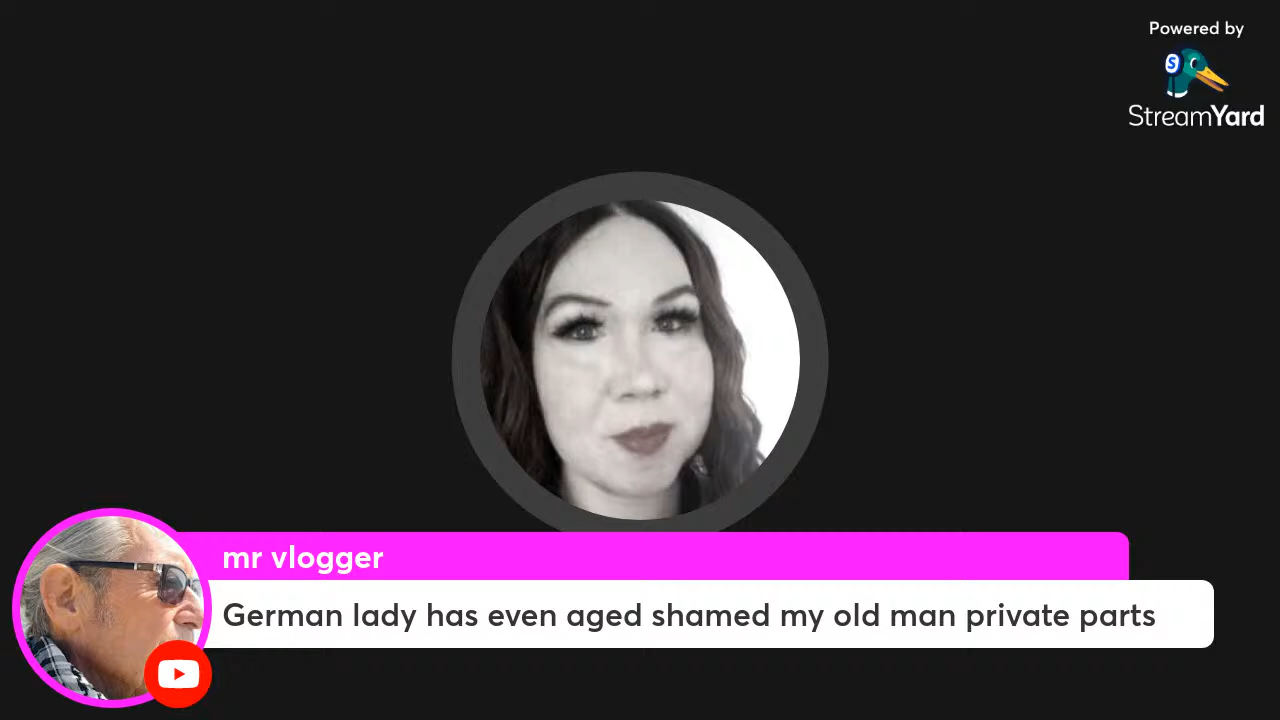 Powered by
S
StreamYard
mr vlogger
German lady has even aged shamed my old man private parts